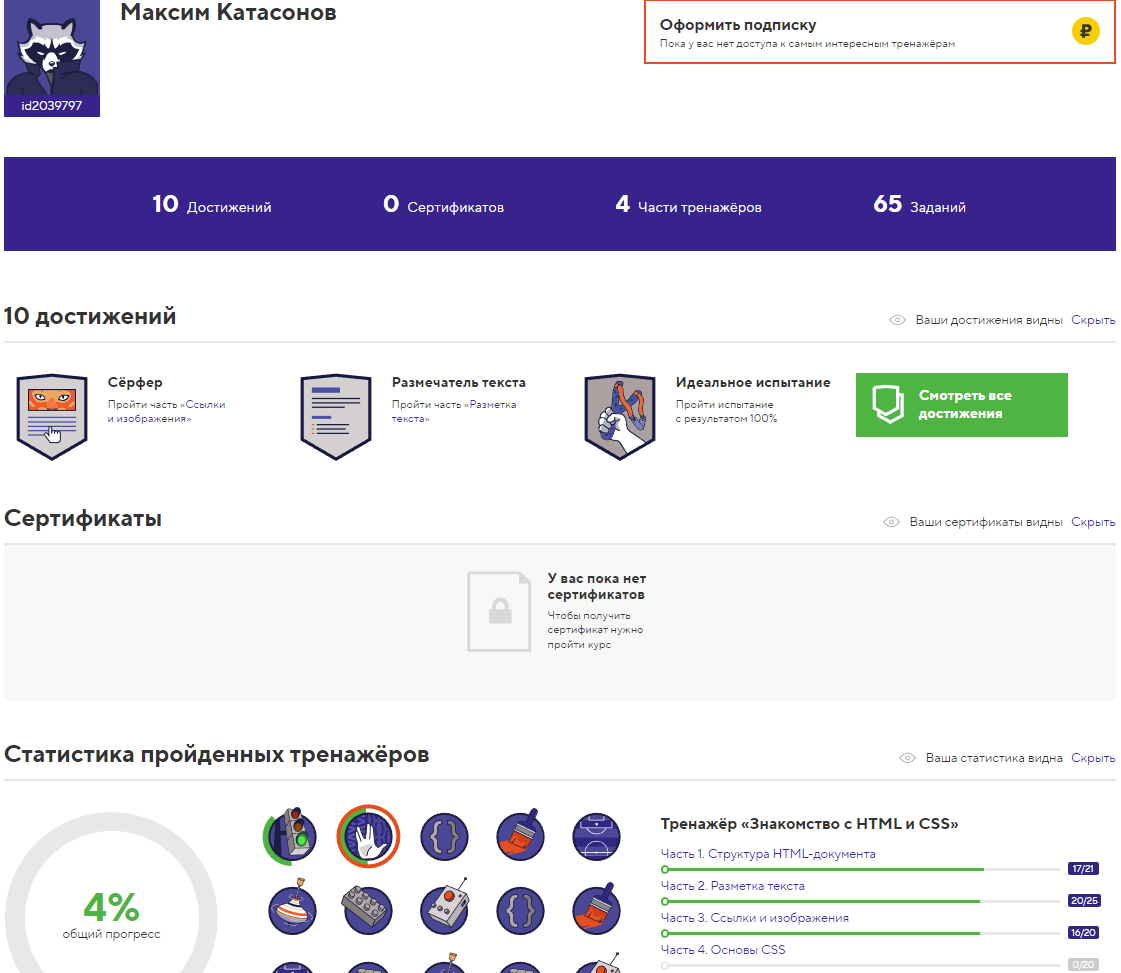 Максим Катасонов
id2039797
Оформить подписку
Пока у вас нет доступа к самым интересным тренажёрам
10 Достижений
0 Сертификатов
4 Части тренажёров
65 Заданий
10 достижений
Ваши достижения видны Скрыть
Сёрфер
Пройти часть «Ссылки
и изображения»
Размечатель текста
Пройти часть «Разметка
текста»
Идеальное испытание
Пройти испытание
с результатом 100%
Смотреть все
достижения
Сертификаты
Ваши сертификаты видны Скрыть
У вас пока нет
сертификатов
Чтобы получить
сертификат нужно
пройти курс
Статистика пройденных тренажёров
Ваша статистика видна Скрыть
4%
общий прогресс
Тренажёр «Знакомство с HTML и CSS»
Часть 1. Структура HTML-документа
17/21
Часть 2. Разметка текста
20/25
Часть 3. Ссылки и изображения
16/20
Часть 4. Основы CSS
0/20